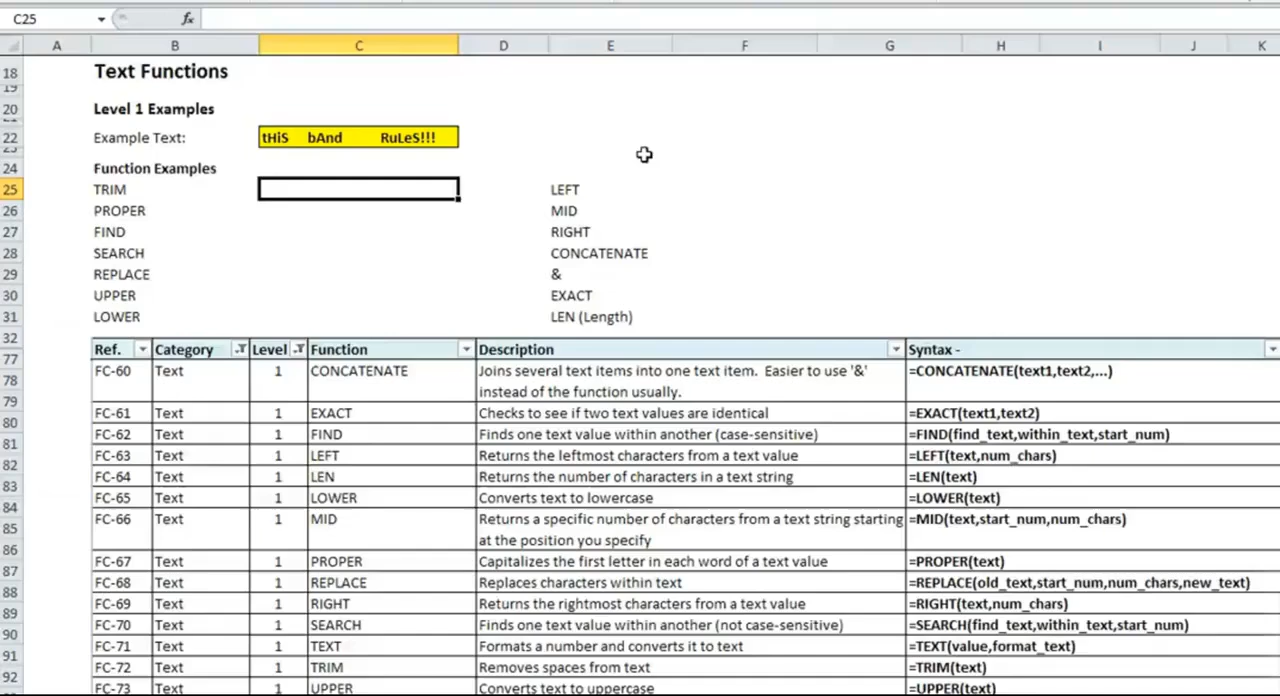 C25 fx
A B C D E F G H I J K
18 Text Functions
19
20 Level 1 Examples
22 Example Text: tHiS bAnd RuLeS!!!
24 Function Examples
25 TRIM LEFT
26 PROPER MID
27 FIND RIGHT
28 SEARCH CONCATENATE
29 REPLACE &
30 UPPER EXACT
31 LOWER LEN (Length)
32
77 Ref. Category Level Function Description Syntax -
78 FC-60 Text 1 CONCATENATE Joins several text items into one text item. Easier to use '&' =CONCATENATE(text1,text2,...)
79 instead of the function usually.
80 FC-61 Text 1 EXACT Checks to see if two text values are identical =EXACT(text1,text2)
81 FC-62 Text 1 FIND Finds one text value within another (case-sensitive) =FIND(find_text,within_text,start_num)
82 FC-63 Text 1 LEFT Returns the leftmost characters from a text value =LEFT(text,num_chars)
83 FC-64 Text 1 LEN Returns the number of characters in a text string =LEN(text)
84 FC-65 Text 1 LOWER Converts text to lowercase =LOWER(text)
85 FC-66 Text 1 MID Returns a specific number of characters from a text string starting =MID(text,start_num,num_chars)
86 at the position you specify
87 FC-67 Text 1 PROPER Capitalizes the first letter in each word of a text value =PROPER(text)
88 FC-68 Text 1 REPLACE Replaces characters within text =REPLACE(old_text,start_num,num_chars,new_text)
89 FC-69 Text 1 RIGHT Returns the rightmost characters from a text value =RIGHT(text,num_chars)
90 FC-70 Text 1 SEARCH Finds one text value within another (not case-sensitive) =SEARCH(find_text,within_text,start_num)
91 FC-71 Text 1 TEXT Formats a number and converts it to text =TEXT(value,format_text)
92 FC-72 Text 1 TRIM Removes spaces from text =TRIM(text)
FC-73 Text 1 UPPER Converts text to uppercase =UPPER(text)